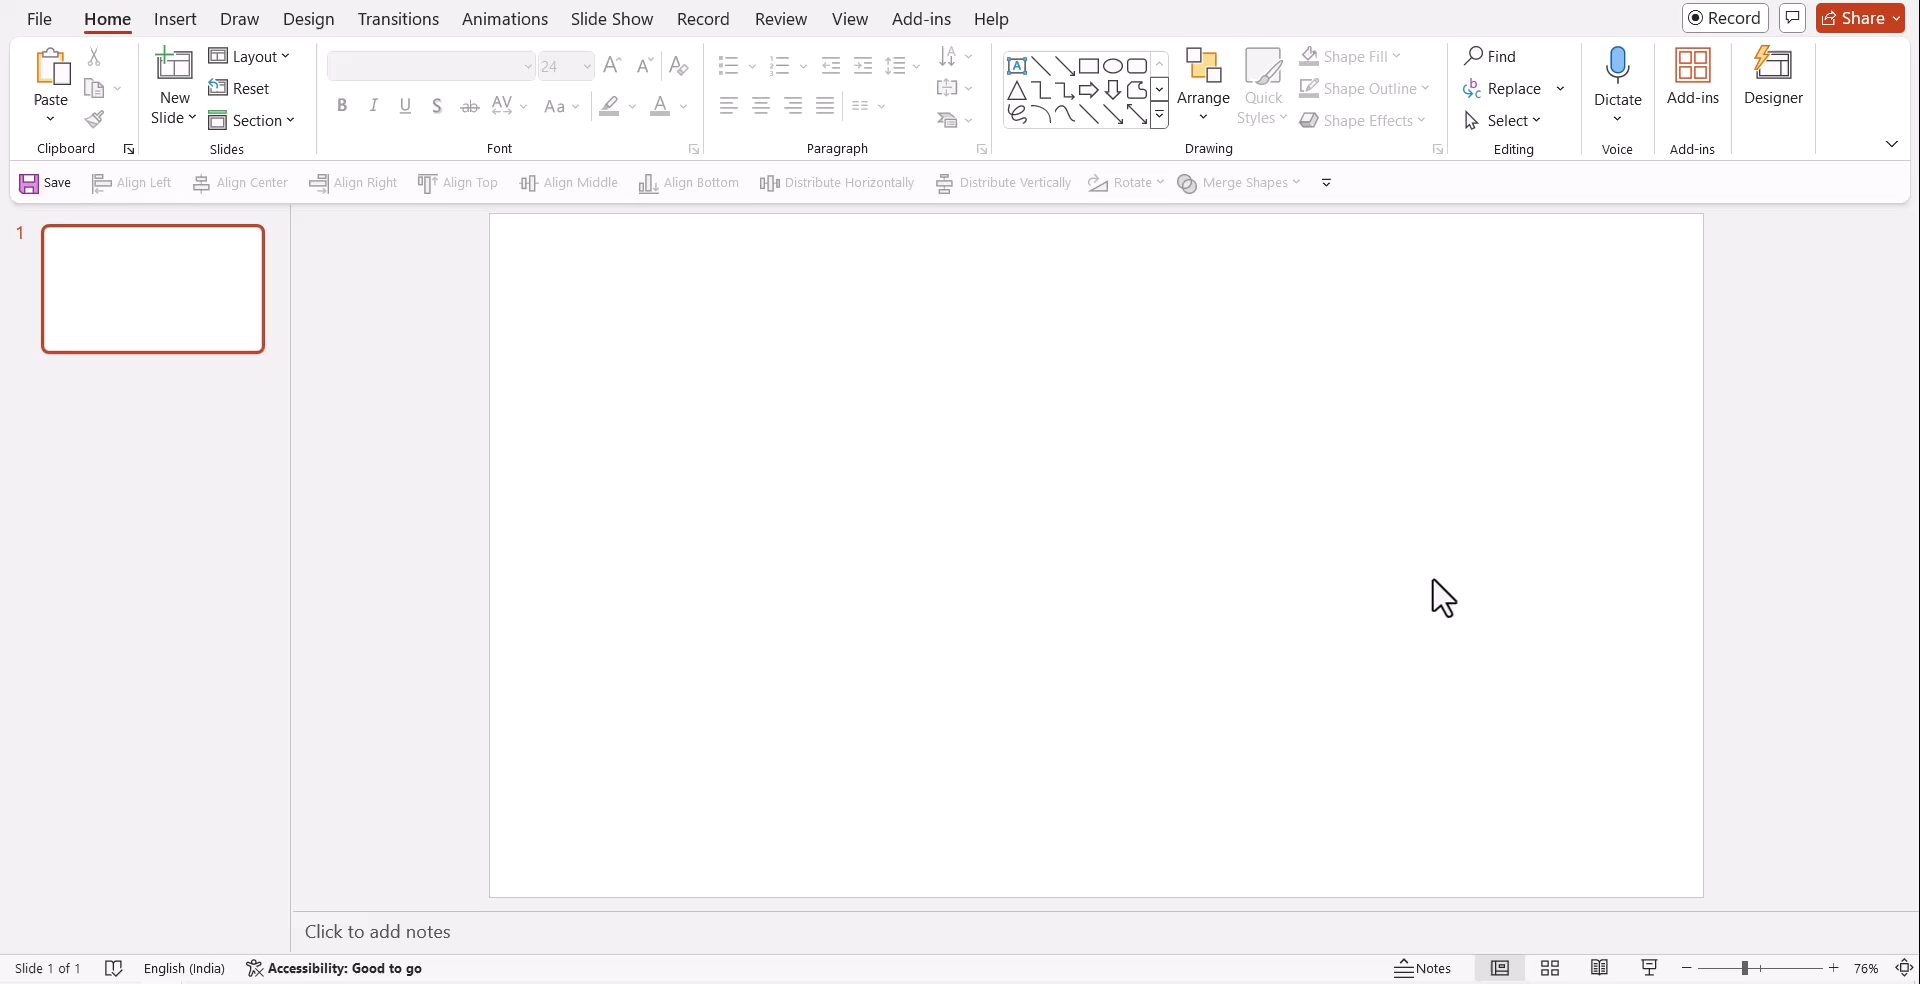 File Home Insert Draw Design Transitions Animations Slide Show Record Review View Add-ins Help Record Share
Paste
Clipboard
New
Slide
Layout
Reset
Section
Slides
24
B I U S ab AV Aa A
Font
Paragraph
Arrange
Quick
Styles
Shape Fill
Shape Outline
Shape Effects
Drawing
Find
Replace
Select
Editing
Dictate
Voice
Add-ins
Add-ins
Designer
Save Align Left Align Center Align Right Align Top Align Middle Align Bottom Distribute Horizontally Distribute Vertically Rotate Merge Shapes
1
Click to add notes
Slide 1 of 1 English (India) Accessibility: Good to go Notes 76%